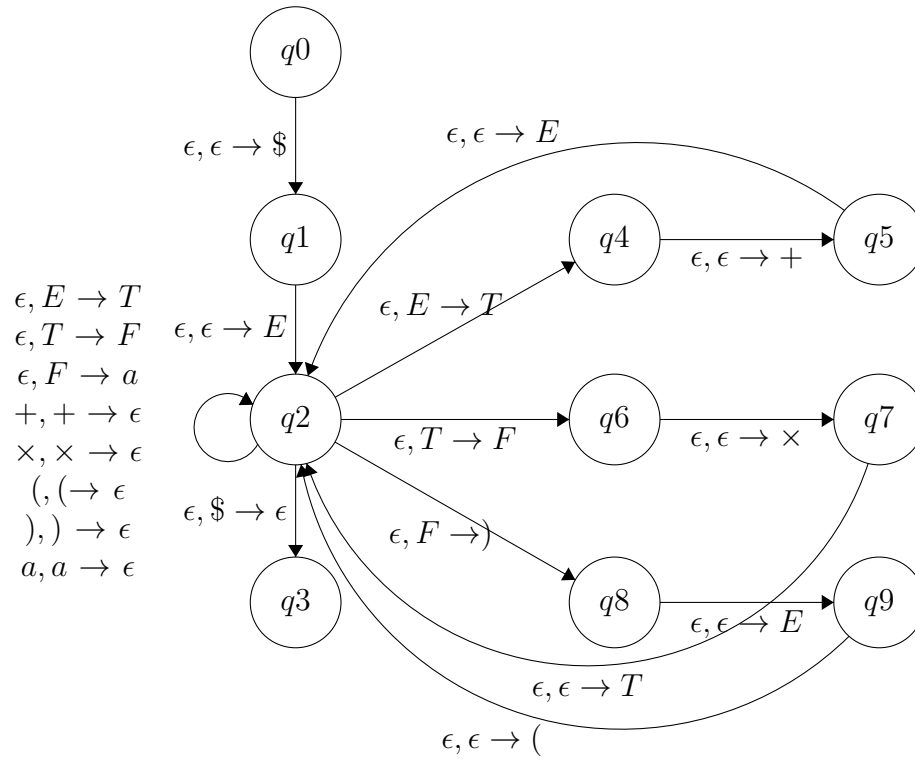 q0
ϵ, ϵ → $
ϵ, ϵ → E
q1
q4
q5
ϵ, ϵ → +
ϵ, E → T
ϵ, T → F
ϵ, F → a
+, + → ϵ
×, × → ϵ
(, (→ ϵ
), ) → ϵ
a, a → ϵ
ϵ, ϵ → E
ϵ, E → T
q2
q6
q7
ϵ, T → F
ϵ, ϵ → ×
ϵ, $ → ϵ
ϵ, F →)
q3
q8
q9
ϵ, ϵ → E
ϵ, ϵ → T
ϵ, ϵ → (